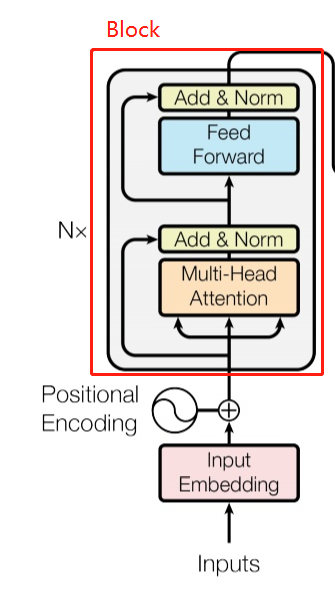 Block
Add & Norm
Feed
Forward
Add & Norm
N×
Multi-Head
Attention
Positional
Encoding
Input
Embedding
Inputs